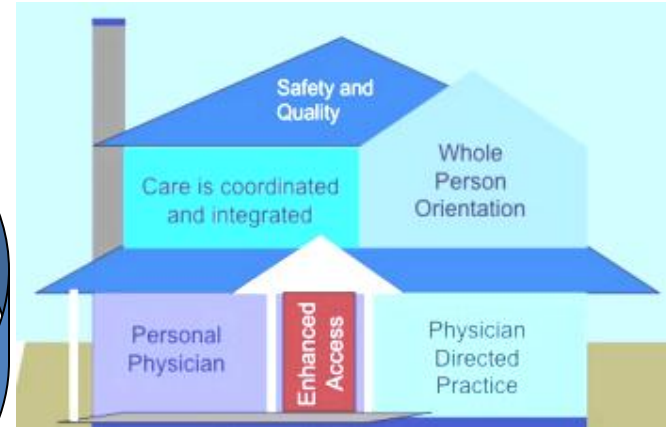 Safety and
Quality
Care is coordinated
and integrated
Whole
Person
Orientation
Personal
Physician
Enhanced
Access
Physician
Directed
Practice